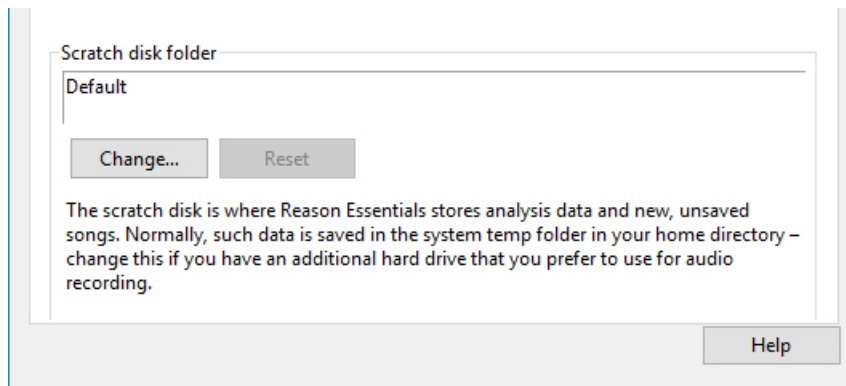 Scratch disk folder
Default
Change...
Reset
The scratch disk is where Reason Essentials stores analysis data and new, unsaved
songs. Normally, such data is saved in the system temp folder in your home directory –
change this if you have an additional hard drive that you prefer to use for audio
recording.
Help